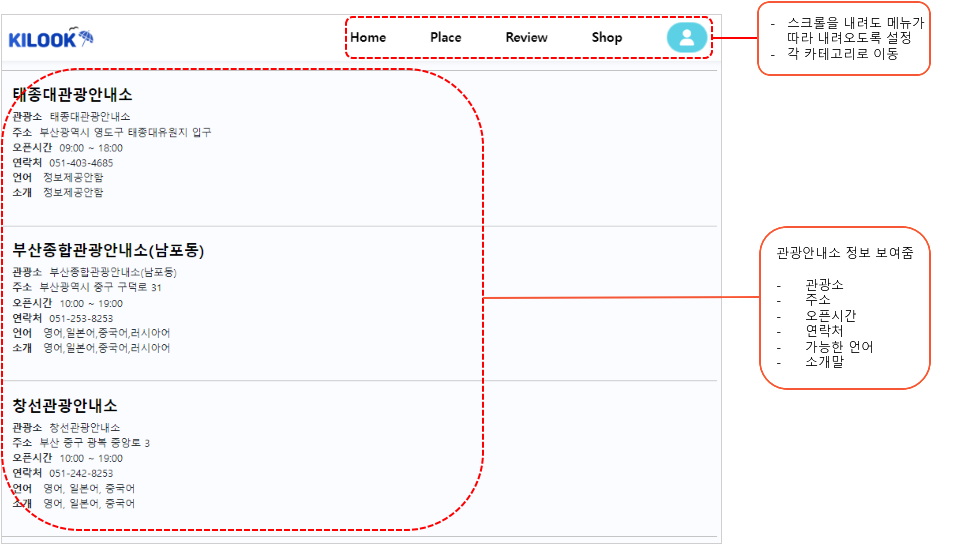 KILOOK
Home Place Review Shop
- 스크롤을 내려도 메뉴가
따라 내려오도록 설정
- 각 카테고리로 이동
태종대관광안내소
관광소 태종대관광안내소
주소 부산광역시 영도구 태종대유원지 입구
오픈시간 09:00 ~ 18:00
연락처 051-403-4685
언어 정보제공안함
소개 정보제공안함
부산종합관광안내소(남포동)
관광소 부산종합관광안내소(남포동)
주소 부산광역시 중구 구덕로 31
오픈시간 10:00 ~ 19:00
연락처 051-253-8253
언어 영어,일본어,중국어,러시아어
소개 영어,일본어,중국어,러시아어
관광안내소 정보 보여줌
- 관광소
- 주소
- 오픈시간
- 연락처
- 가능한 언어
- 소개말
창선관광안내소
관광소 창선관광안내소
주소 부산 중구 광복 중앙로 3
오픈시간 10:00 ~ 19:00
연락처 051-242-8253
언어 영어, 일본어, 중국어
소개 영어, 일본어, 중국어